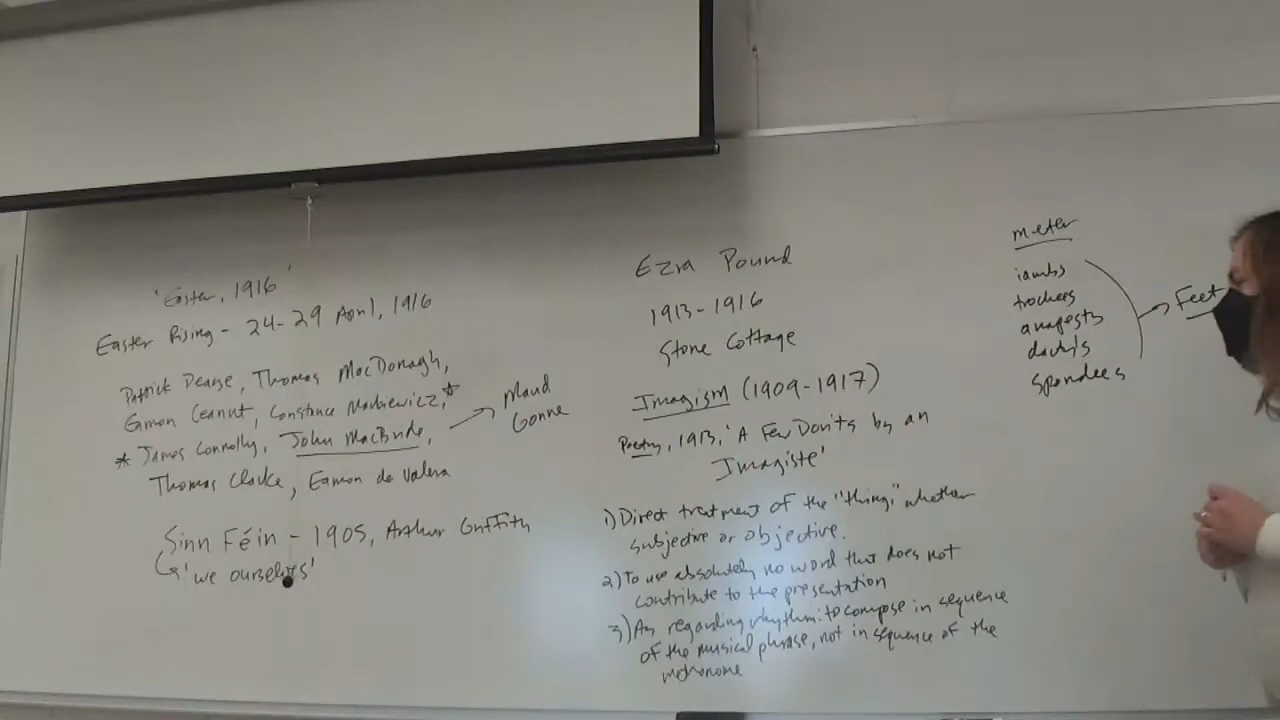 'Easter, 1916'
Easter Rising - 24-29 April, 1916
Patrick Pearse, Thomas MacDonagh,
Eamon Ceannt, Constance Markiewicz,*
* James Connolly, John MacBride,
Thomas Clarke, Eamon de Valera
Maud
Gonne
Sinn Féin - 1905, Arthur Griffith
'we ourselves'
Ezra Pound
1913-1916
Stone Cottage
Imagism (1909-1917)
Poetry, 1913, 'A Few Don'ts by an
Imagiste'
1) Direct treatment of the "thing," whether
subjective or objective.
2) To use absolutely no word that does not
contribute to the presentation
3) As regarding rhythm: to compose in sequence
of the musical phrase, not in sequence of the
metronome
meter
iambs
trochees
anapests
dactyls
spondees
Feet